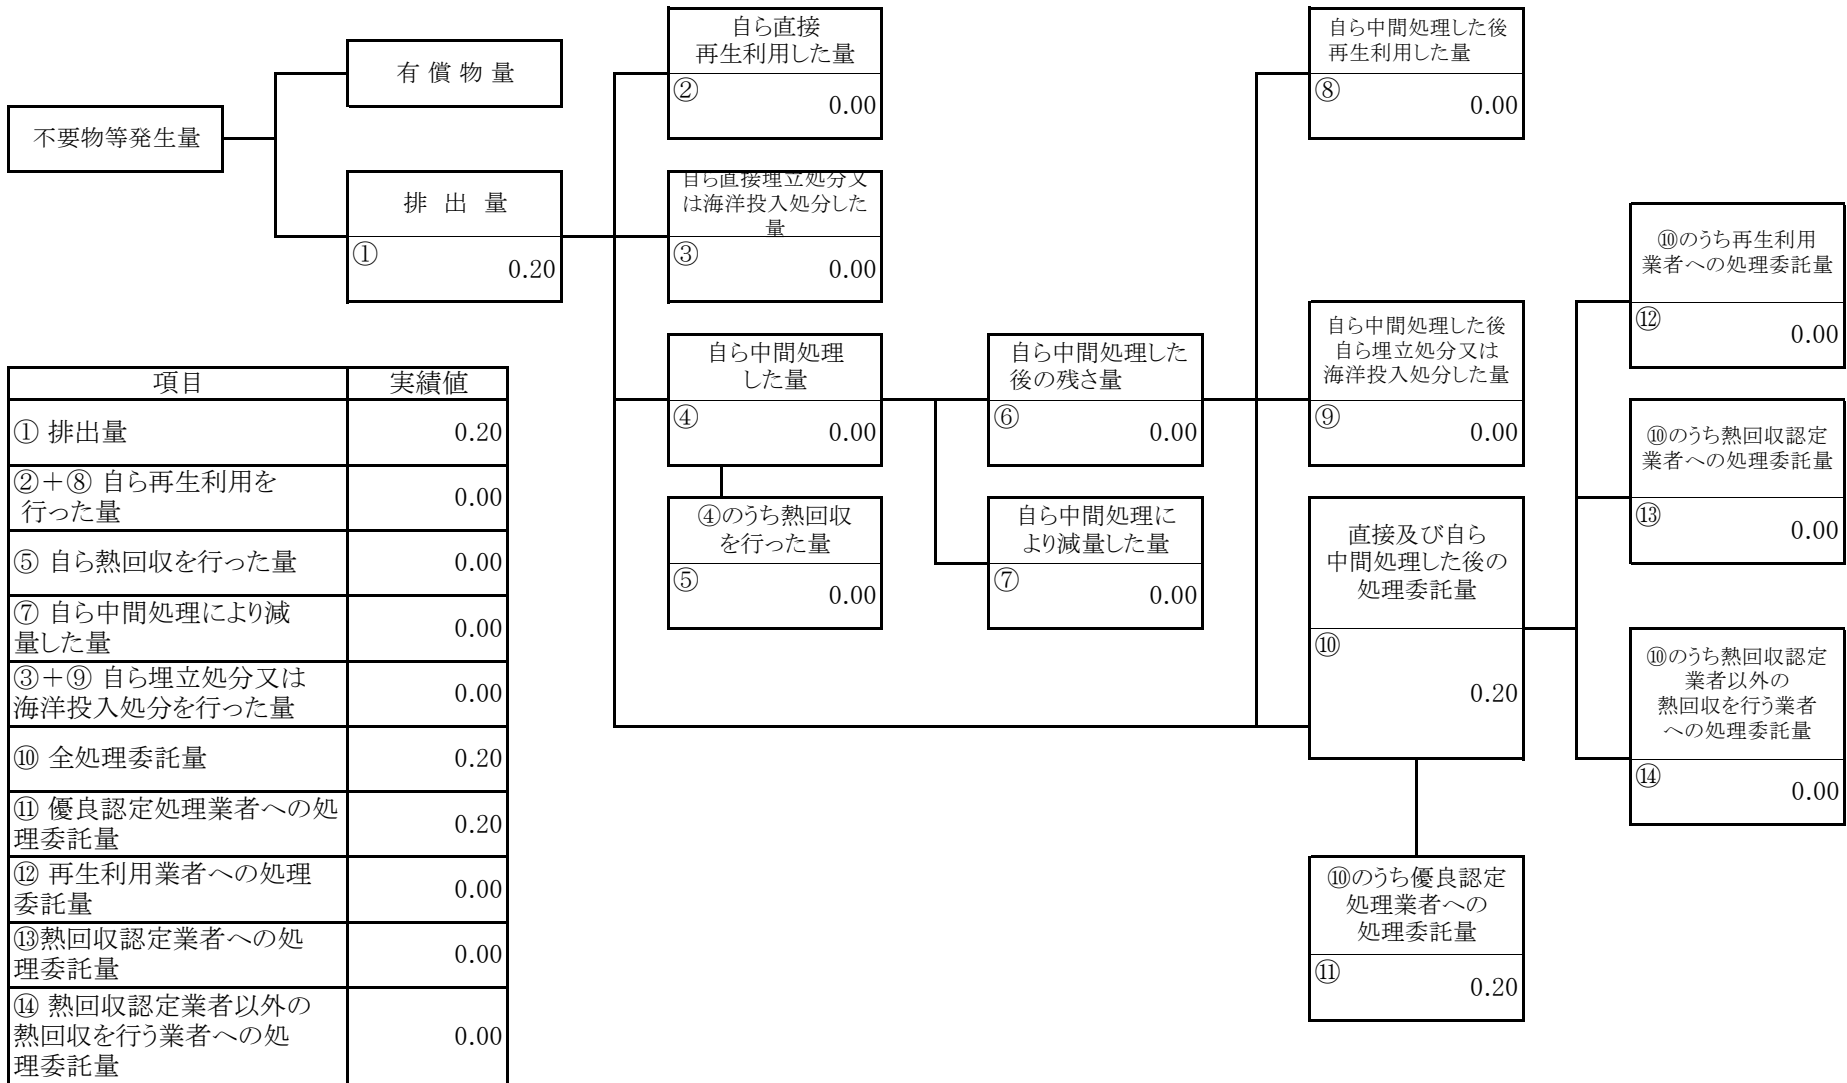 不要物等発生量
有 償 物 量
排 出 量
①
0.20
自ら直接
再生利用した量
②
0.00
自ら直接埋立処分又
は海洋投入処分した
量
③
0.00
自ら中間処理
した量
④
0.00
④のうち熱回収
を行った量
⑤
0.00
自ら中間処理した
後の残さ量
⑥
0.00
自ら中間処理に
より減量した量
⑦
0.00
自ら中間処理した後
再生利用した量
⑧
0.00
自ら中間処理した後
自ら埋立処分又は
海洋投入処分した量
⑨
0.00
直接及び自ら
中間処理した後の
処理委託量
⑩
0.20
⑩のうち優良認定
処理業者への
処理委託量
⑪
0.20
⑩のうち再生利用
業者への処理委託量
⑫
0.00
⑩のうち熱回収認定
業者への処理委託量
⑬
0.00
⑩のうち熱回収認定
業者以外の
熱回収を行う業者
への処理委託量
⑭
0.00
項目 実績値
① 排出量 0.20
②＋⑧ 自ら再生利用を
行った量 0.00
⑤ 自ら熱回収を行った量 0.00
⑦ 自ら中間処理により減
量した量 0.00
③＋⑨ 自ら埋立処分又は
海洋投入処分を行った量 0.00
⑩ 全処理委託量 0.20
⑪ 優良認定処理業者への処
理委託量 0.20
⑫ 再生利用業者への処理
委託量 0.00
⑬熱回収認定業者への処
理委託量 0.00
⑭ 熱回収認定業者以外の
熱回収を行う業者への処
理委託量 0.00